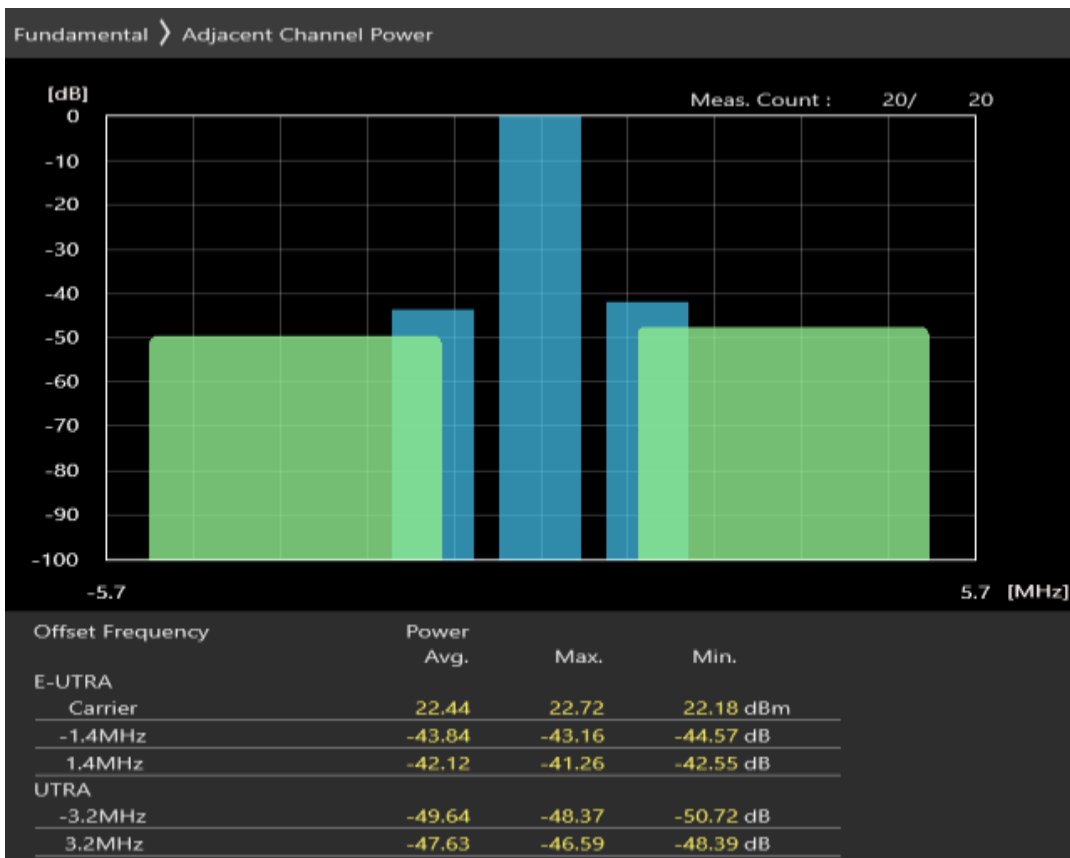 Fundamental 〉 Adjacent Channel Power
[dB]
Meas. Count : 20/ 20
0
-10
-20
-30
-40
-50
-60
-70
-80
-90
-100
-5.7 5.7 [MHz]
Offset Frequency Power
Avg. Max. Min.
E-UTRA
Carrier 22.44 22.72 22.18 dBm
-1.4MHz -43.84 -43.16 -44.57 dB
1.4MHz -42.12 -41.26 -42.55 dB
UTRA
-3.2MHz -49.64 -48.37 -50.72 dB
3.2MHz -47.63 -46.59 -48.39 dB